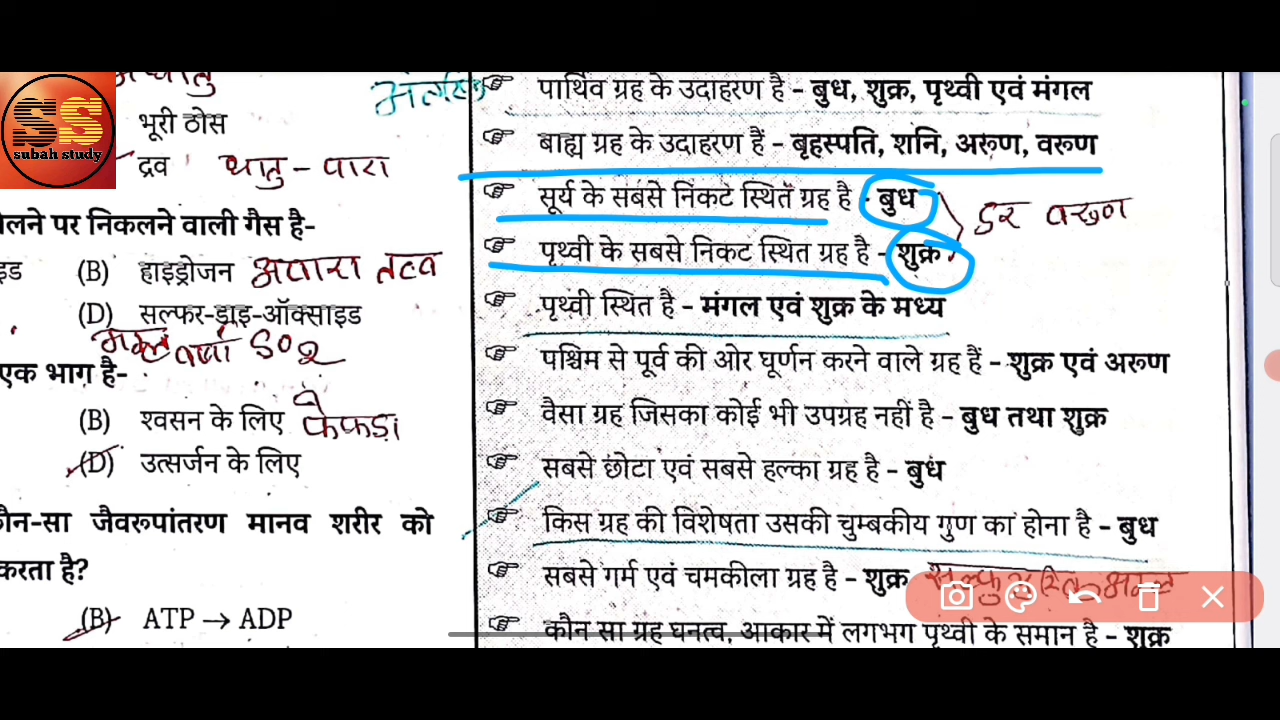 SS
subah study
भूरी ठोस
द्रव धातु - पारा
लने पर निकलने वाली गैस है-
इड (B) हाइड्रोजन अवारा तत्व
(D) सल्फर-ड्राइ-ऑक्साइड
अम्ल वर्षा SO2
एक भाग है-
(B) श्वसन के लिए फेफड़ा
(D) उत्सर्जन के लिए
कौन-सा जैवरूपांतरण मानव शरीर को
करता है?
(B) ATP → ADP
पार्थिव ग्रह के उदाहरण है - बुध, शुक्र, पृथ्वी एवं मंगल
बाह्य ग्रह के उदाहरण हैं - बृहस्पति, शनि, अरूण, वरूण
सूर्य के सबसे निकट स्थित ग्रह है - बुध
पृथ्वी के सबसे निकट स्थित ग्रह है - शुक्र
पृथ्वी स्थित है - मंगल एवं शुक्र के मध्य
पश्चिम से पूर्व की ओर घूर्णन करने वाले ग्रह हैं - शुक्र एवं अरूण
वैसा ग्रह जिसका कोई भी उपग्रह नहीं है - बुध तथा शुक्र
सबसे छोटा एवं सबसे हल्का ग्रह है - बुध
किस ग्रह की विशेषता उसकी चुम्बकीय गुण का होना है - बुध
सबसे गर्म एवं चमकीला ग्रह है - शुक्र
कौन सा ग्रह घनत्व, आकार में लगभग पृथ्वी के समान है - शुक्र